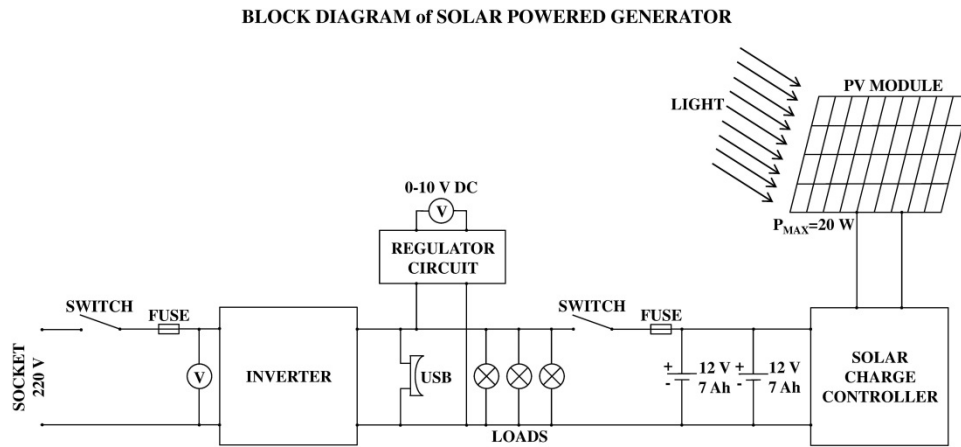 BLOCK DIAGRAM of SOLAR POWERED GENERATOR
PV MODULE
LIGHT
0-10 V DC
V
REGULATOR
CIRCUIT
PMAX=20 W
SWITCH
FUSE
SWITCH
FUSE
SOCKET
220 V
V
INVERTER
USB
+
-
12 V
7 Ah
+
-
12 V
7 Ah
SOLAR
CHARGE
CONTROLLER
LOADS